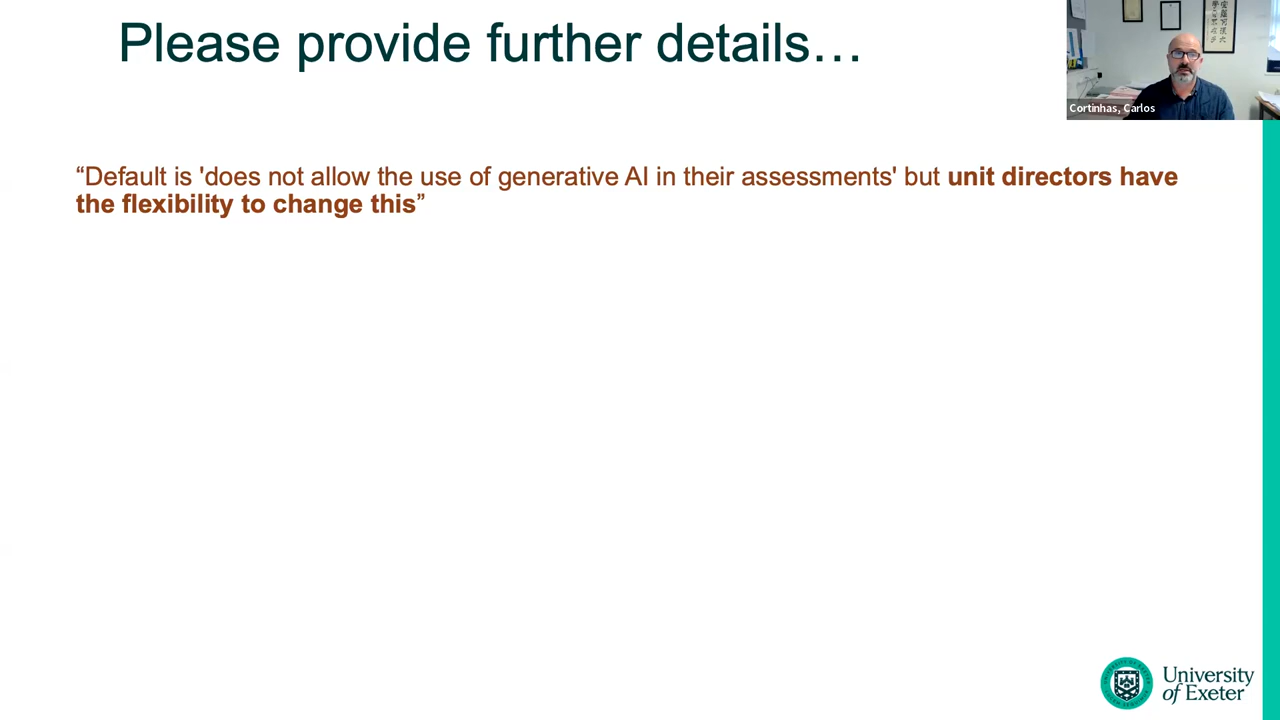 Please provide further details…
Cortinhas, Carlos
“Default is 'does not allow the use of generative AI in their assessments' but unit directors have
the flexibility to change this”
University
of Exeter